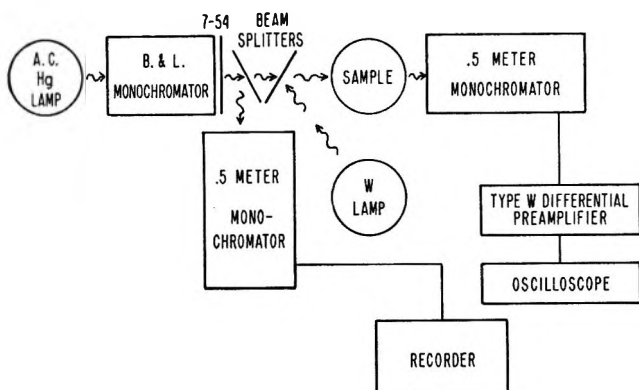 7-54
BEAM
SPLITTERS
A. C.
Hg
LAMP
B. & L.
MONOCHROMATOR
SAMPLE
.5 METER
MONOCHROMATOR
.5 METER
MONO-
CHROMATOR
W
LAMP
TYPE W DIFFERENTIAL
PREAMPLIFIER
OSCILLOSCOPE
RECORDER